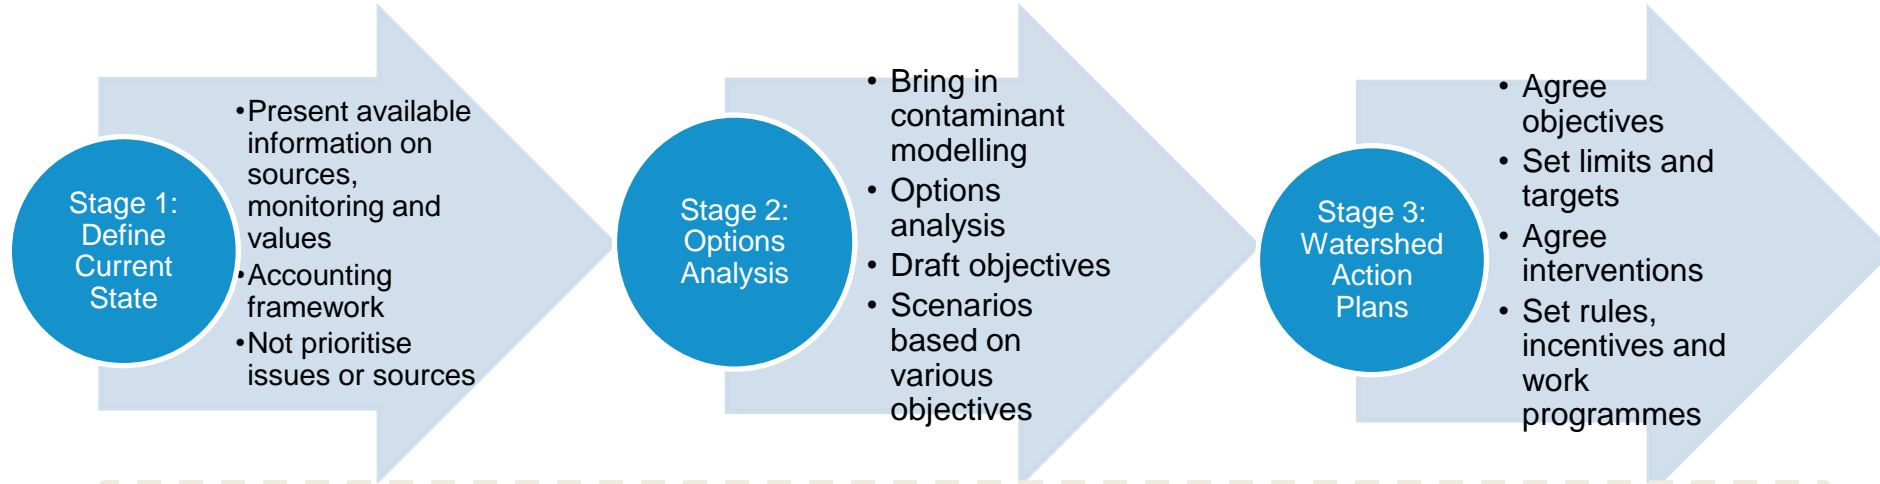 Stage 1:
Define
Current
State
•Present available
information on
sources,
monitoring and
values
•Accounting
framework
•Not prioritise
issues or sources
Stage 2:
Options
Analysis
• Bring in
contaminant
modelling
• Options
analysis
• Draft objectives
• Scenarios
based on
various
objectives
Stage 3:
Watershed
Action
Plans
• Agree
objectives
• Set limits and
targets
• Agree
interventions
• Set rules,
incentives and
work
programmes